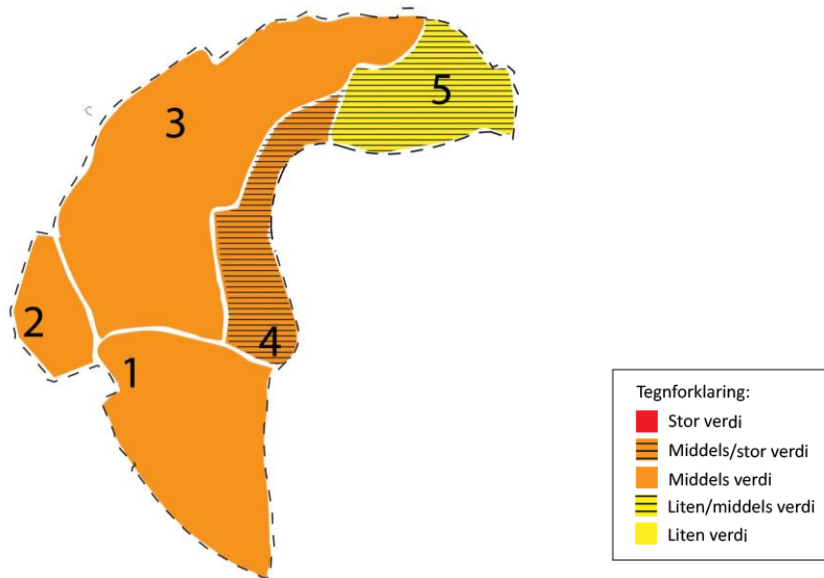 5
3
2
4
1
Tegnforklaring:
Stor verdi
Middels/stor verdi
Middels verdi
Liten/middels verdi
Liten verdi